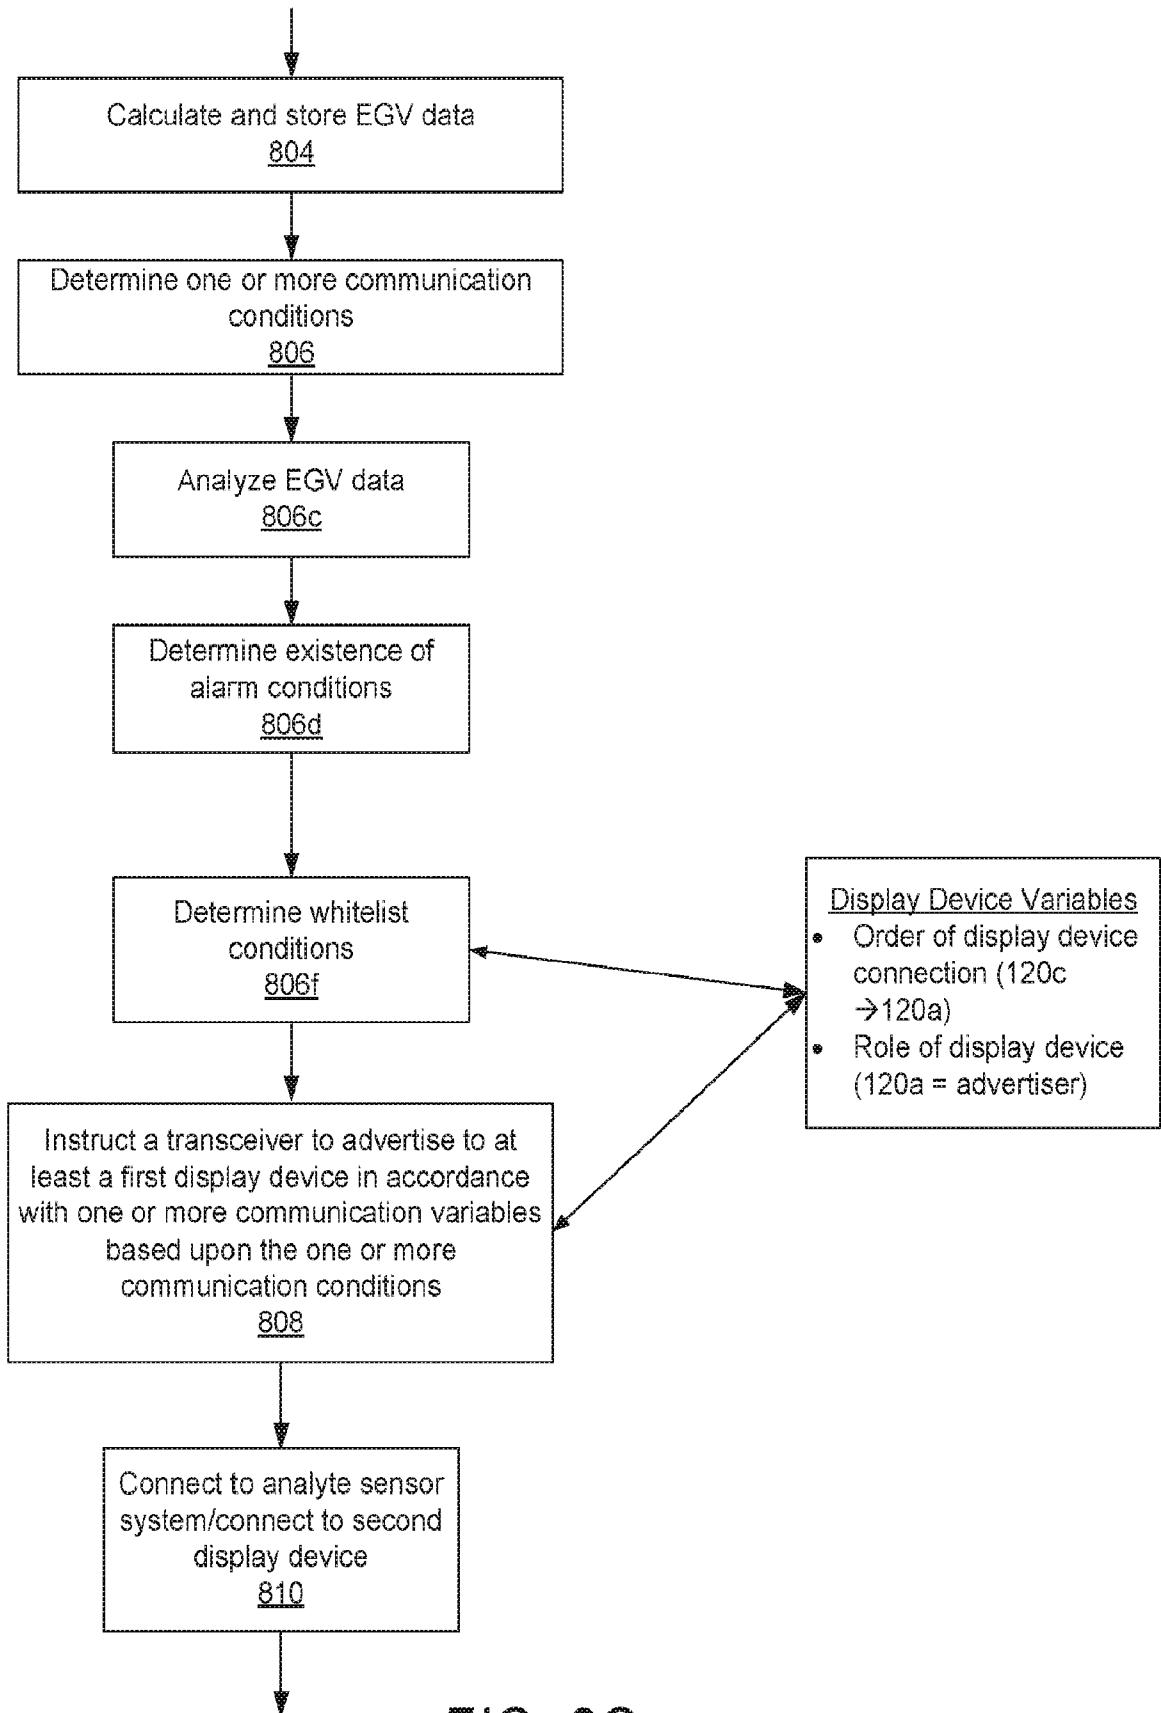 Calculate and store EGV data
804
Determine one or more communication
conditions
806
Analyze EGV data
806c
Determine existence of
alarm conditions
806d
Determine whitelist
conditions
806f
Display Device Variables
• Order of display device
connection (120c
→120a)
• Role of display device
(120a = advertiser)
Instruct a transceiver to advertise to at
least a first display device in accordance
with one or more communication variables
based upon the one or more
communication conditions
808
Connect to analyte sensor
system/connect to second
display device
810